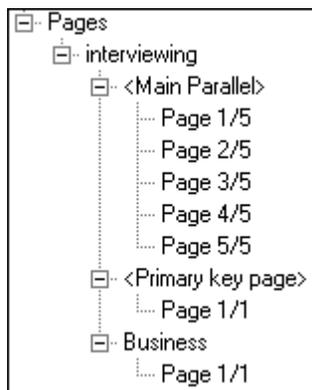 Pages
interviewing
<Main Parallel>
Page 1/5
Page 2/5
Page 3/5
Page 4/5
Page 5/5
<Primary key page>
Page 1/1
Business
Page 1/1